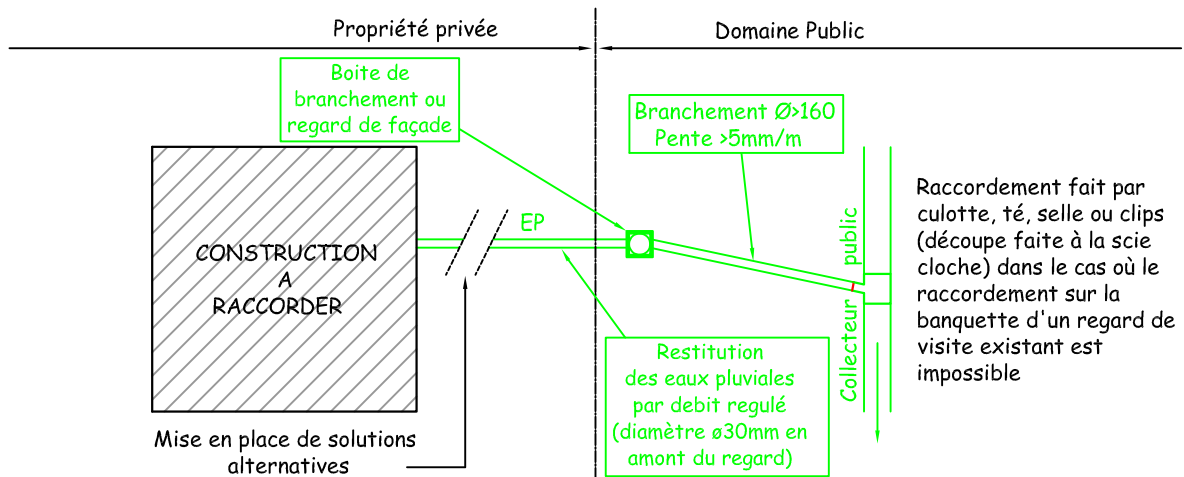 Propriété privée
Domaine Public
Boite de
branchement ou
regard de façade
Branchement Ø>160
Pente >5mm/m
EP
CONSTRUCTION
A
RACCORDER
Collecteur public
Raccordement fait par
culotte, té, selle ou clips
(découpe faite à la scie
cloche) dans le cas où le
raccordement sur la
banquette d'un regard de
visite existant est
impossible
Restitution
des eaux pluviales
par debit regulé
(diamètre ø30mm en
amont du regard)
Mise en place de solutions
alternatives